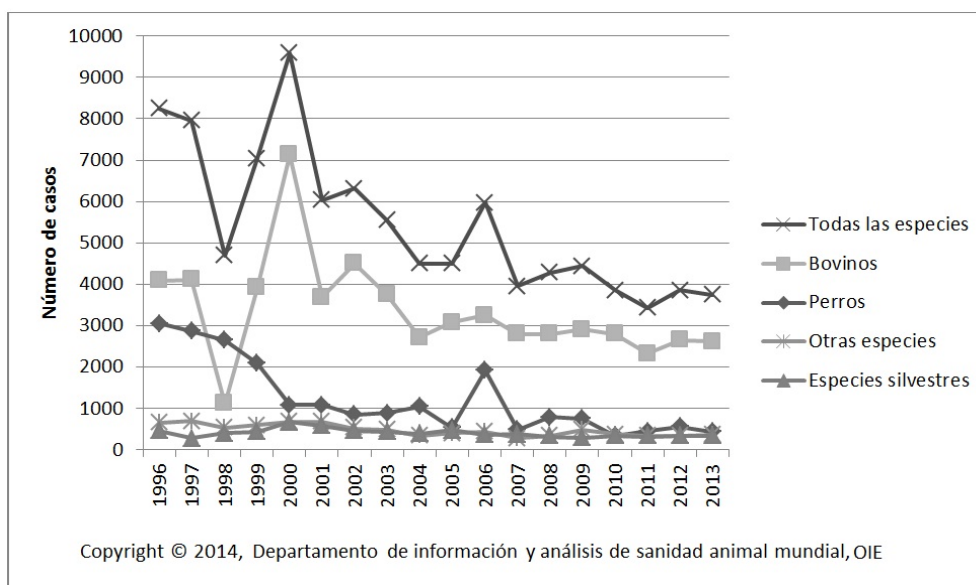 10000
9000
8000
7000
6000
5000
4000
3000
2000
1000
0
Número de casos
1996 1997 1998 1999 2000 2001 2002 2003 2004 2005 2006 2007 2008 2009 2010 2011 2012 2013
Todas las especies
Bovinos
Perros
Otras especies
Especies silvestres
Copyright © 2014, Departamento de información y análisis de sanidad animal mundial, OIE